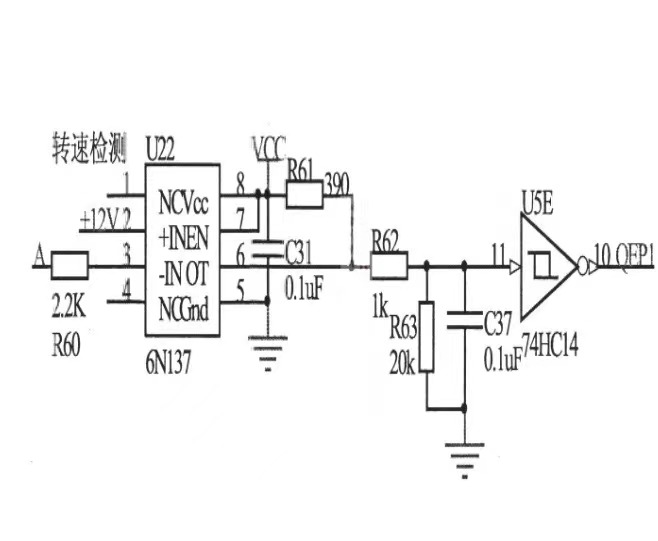 转速检测
U22
VCC
1
8
R61
390
NCVcc
+12V
2
7
+INEN
A
3
6
-IN OT
C31
0.1uF
4
5
NCGnd
2.2K
R60
6N137
R62
1k
R63
20k
C37
0.1uF
U5E
11
10
QEP1
74HC14